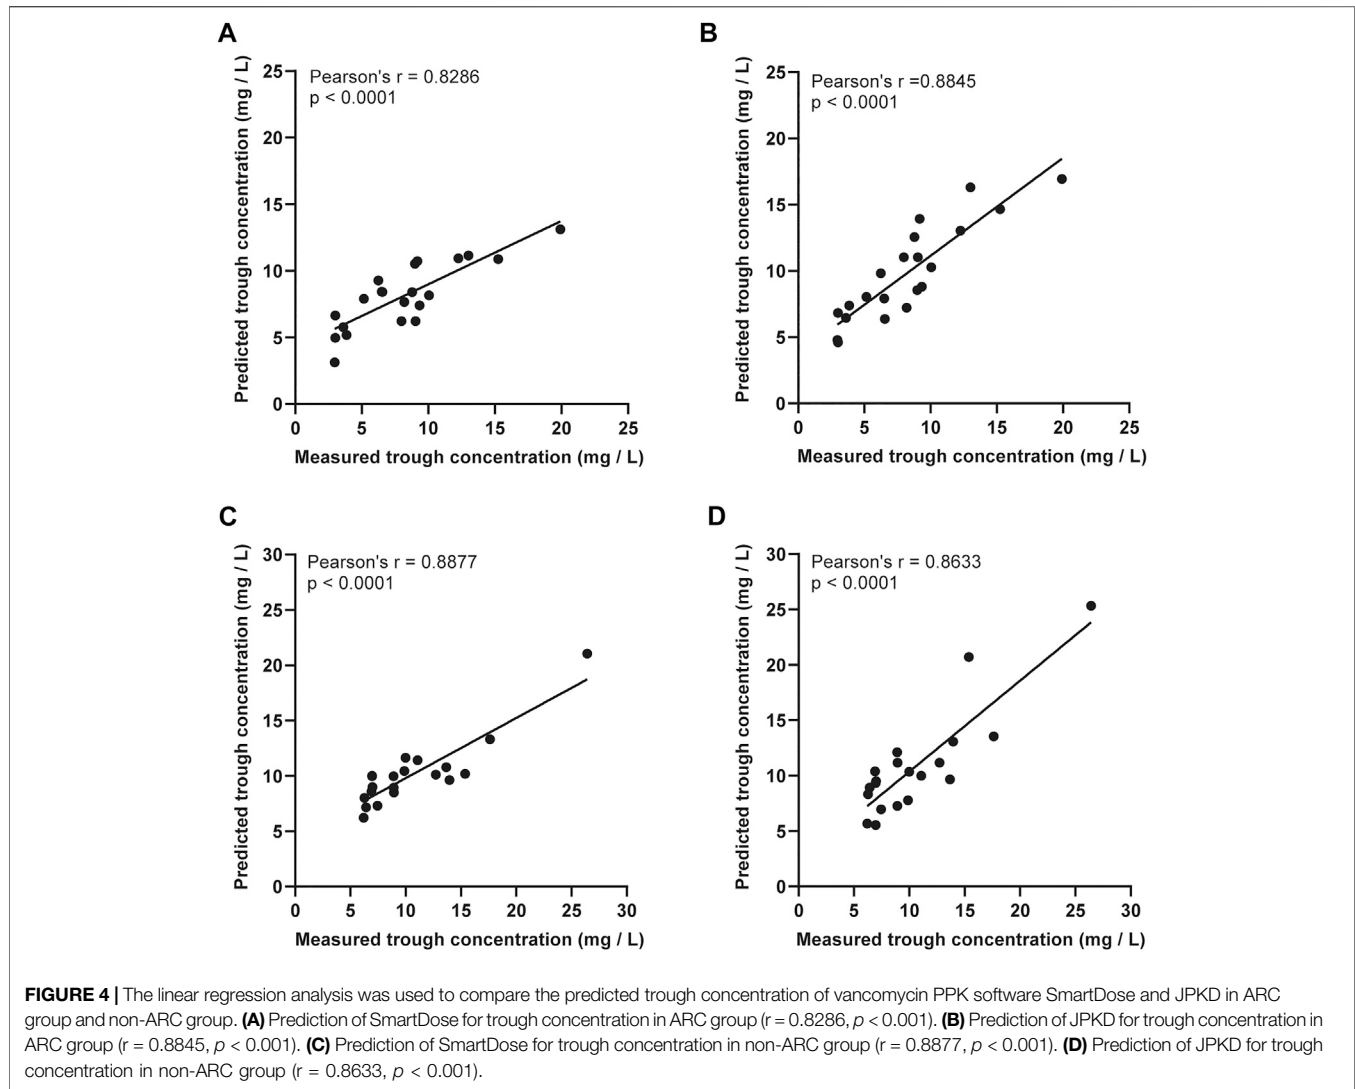 A
Pearson's r = 0.8286
p < 0.0001
Predicted trough concentration (mg / L)
25
20
15
10
5
0
0 5 10 15 20 25
Measured trough concentration (mg / L)
B
Pearson's r =0.8845
p < 0.0001
Predicted trough concentration (mg / L)
25
20
15
10
5
0
0 5 10 15 20 25
Measured trough concentration (mg / L)
C
Pearson's r = 0.8877
p < 0.0001
Predicted trough concentration (mg / L)
30
25
20
15
10
5
0
0 5 10 15 20 25 30
Measured trough concentration (mg / L)
D
Pearson's r = 0.8633
p < 0.0001
Predicted trough concentration (mg / L)
30
25
20
15
10
5
0
0 5 10 15 20 25 30
Measured trough concentration (mg / L)
FIGURE 4 | The linear regression analysis was used to compare the predicted trough concentration of vancomycin PPK software SmartDose and JPKD in ARC
group and non-ARC group. (A) Prediction of SmartDose for trough concentration in ARC group (r = 0.8286, p < 0.001). (B) Prediction of JPKD for trough concentration in
ARC group (r = 0.8845, p < 0.001). (C) Prediction of SmartDose for trough concentration in non-ARC group (r = 0.8877, p < 0.001). (D) Prediction of JPKD for trough
concentration in non-ARC group (r = 0.8633, p < 0.001).